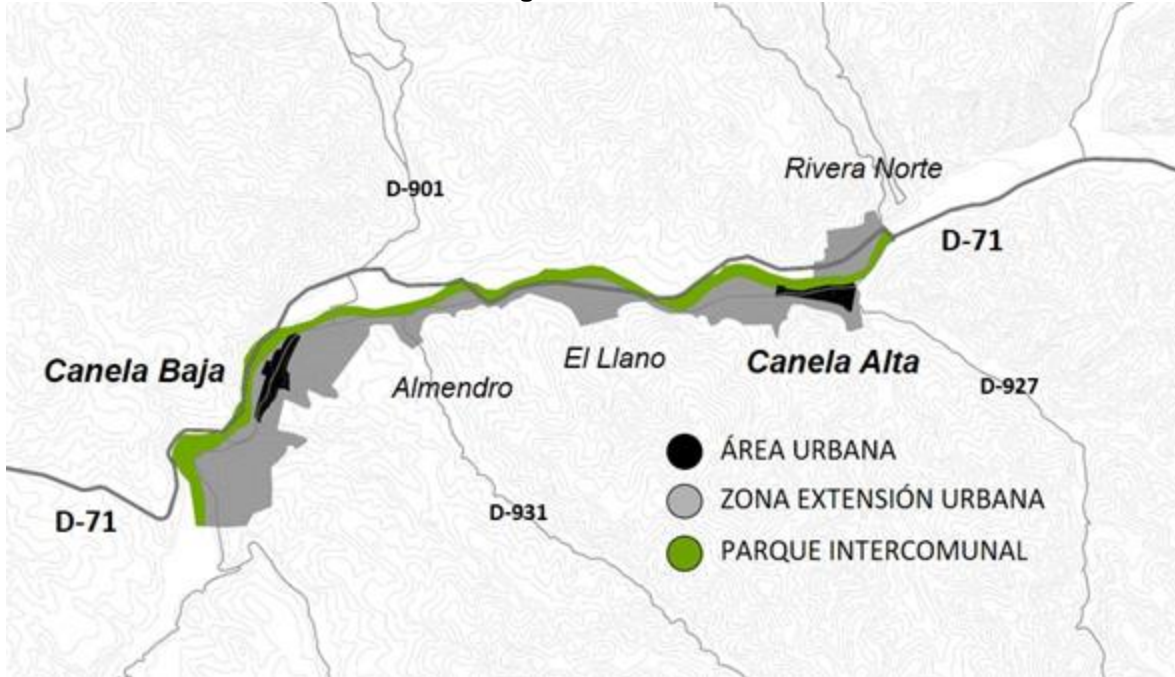 Rivera Norte
D-901
D-71
Canela Baja
El Llano
Canela Alta
Almendro
D-927
ÁREA URBANA
ZONA EXTENSIÓN URBANA
D-931
D-71
PARQUE INTERCOMUNAL